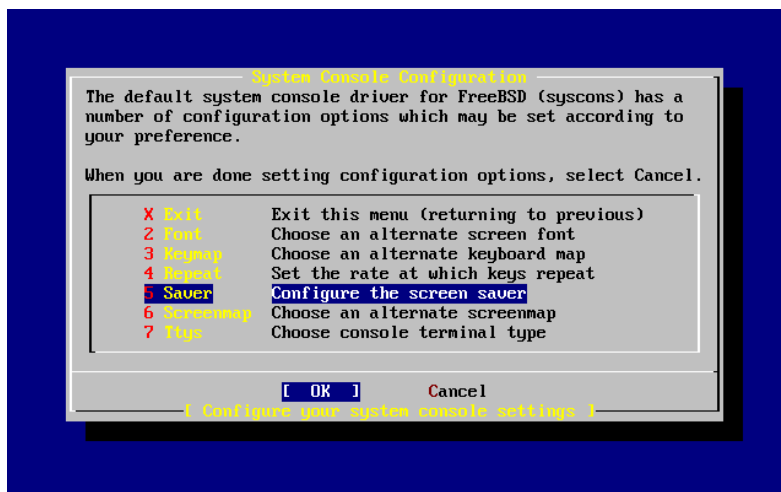 System Console Configuration
The default system console driver for FreeBSD (syscons) has a
number of configuration options which may be set according to
your preference.
When you are done setting configuration options, select Cancel.
X Exit Exit this menu (returning to previous)
2 Font Choose an alternate screen font
3 Keymap Choose an alternate keyboard map
4 Repeat Set the rate at which keys repeat
5 Saver Configure the screen saver
6 Screenmap Choose an alternate screenmap
7 Ttys Choose console terminal type
[ OK ] Cancel
[ Configure your system console settings ]